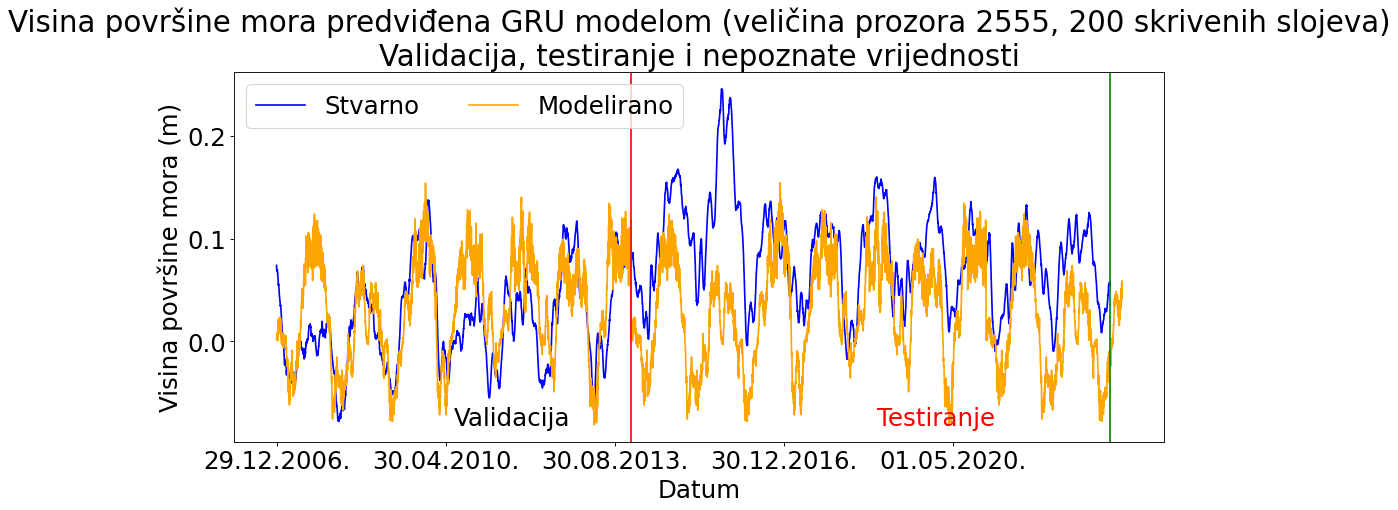 Visina površine mora predviđena GRU modelom (veličina prozora 2555, 200 skrivenih slojeva)
Validacija, testiranje i nepoznate vrijednosti
Stvarno
Modelirano
Visina površine mora (m)
0.2
0.1
0.0
Validacija
Testiranje
29.12.2006.
30.04.2010.
30.08.2013.
30.12.2016.
01.05.2020.
Datum